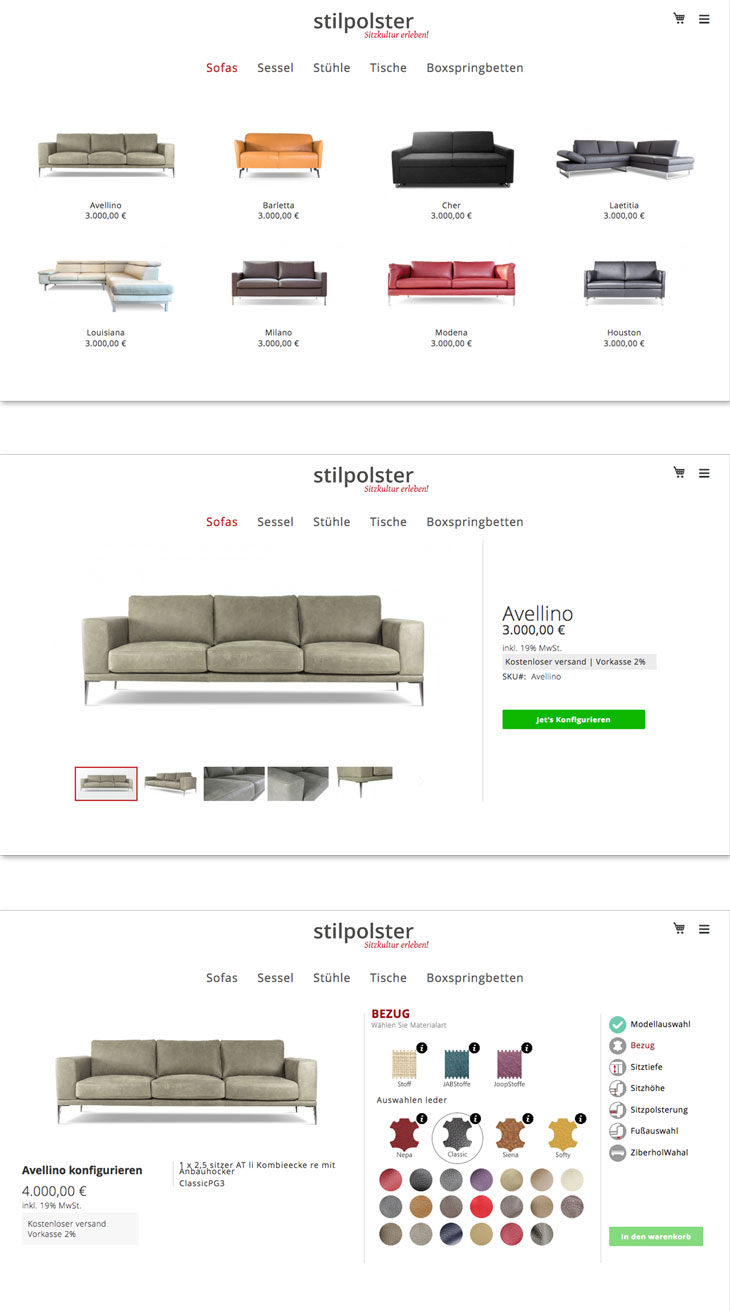 stilpolster
Sitzkultur erleben!
Sofas Sessel Stühle Tische Boxspringbetten
Avellino
3.000,00 €
Barletta
3.000,00 €
Cher
3.000,00 €
Laetitia
3.000,00 €
Louisiana
3.000,00 €
Milano
3.000,00 €
Modena
3.000,00 €
Houston
3.000,00 €
stilpolster
Sitzkultur erleben!
Sofas Sessel Stühle Tische Boxspringbetten
Avellino
3.000,00 €
inkl. 19% MwSt.
Kostenloser versand | Vorkasse 2%
SKU#: Avellino
Jet's Konfigurieren
stilpolster
Sitzkultur erleben!
Sofas Sessel Stühle Tische Boxspringbetten
Avellino konfigurieren
4.000,00 €
inkl. 19% MwSt.
Kostenloser versand
Vorkasse 2%
1 x 2,5 sitzer AT li Kombieecke re mit
Anbauhocker
ClassicPG3
BEZUG
Wählen Sie Materialart
i i i
Stoff JABStoffe JoopStoffe
Auswahlen leder
i i i i
Nepa Classic Siena Softy
Modellauswahl
Bezug
Sitztiefe
Sitzhöhe
Sitzpolsterung
Fußauswahl
ZiberholWahal
In den warenkorb